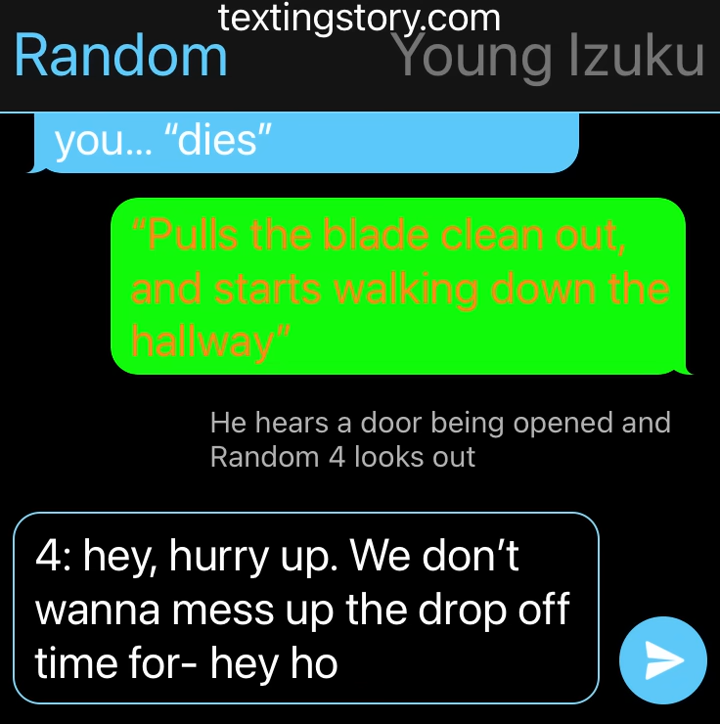 textingstory.com
Random Young Izuku
you... “dies”
“Pulls the blade clean out,
and starts walking down the
hallway”
He hears a door being opened and
Random 4 looks out
4: hey, hurry up. We don’t
wanna mess up the drop off
time for- hey ho